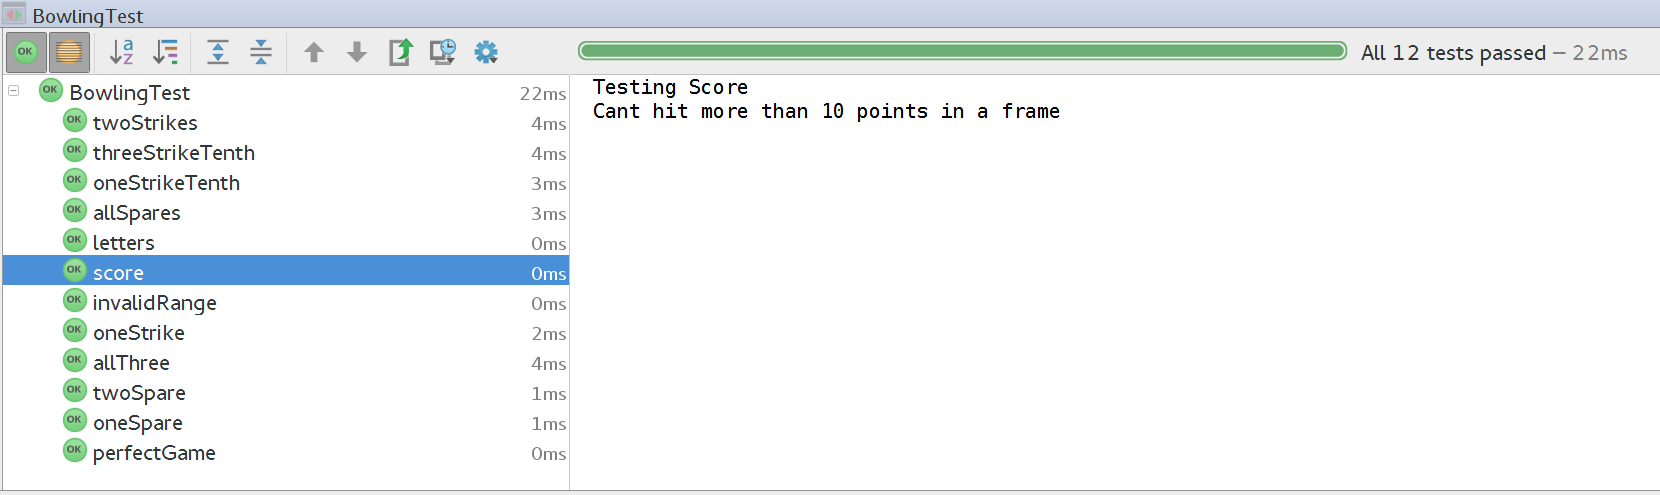 BowlingTest
OK
a
z
All 12 tests passed – 22ms
OK BowlingTest 22ms
OK twoStrikes 4ms
OK threeStrikeTenth 4ms
OK oneStrikeTenth 3ms
OK allSpares 3ms
OK letters 0ms
OK score 0ms
OK invalidRange 0ms
OK oneStrike 2ms
OK allThree 4ms
OK twoSpare 1ms
OK oneSpare 1ms
OK perfectGame 0ms
Testing Score
Cant hit more than 10 points in a frame